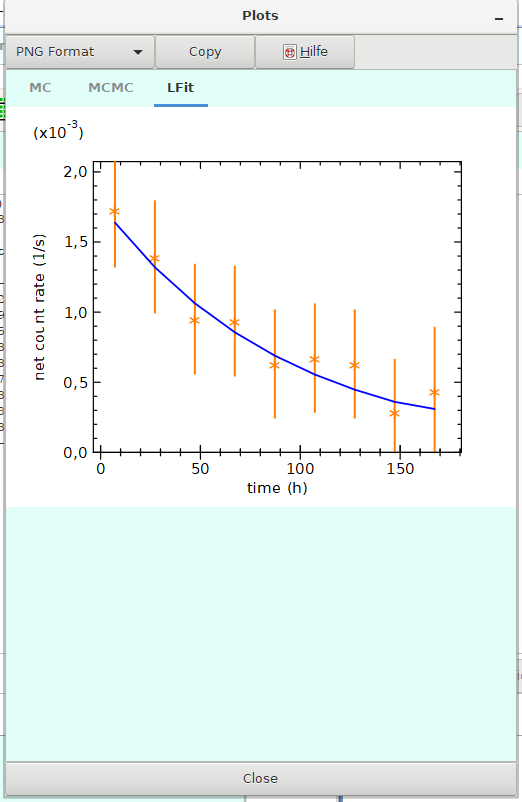 Plots
PNG Format Copy Hilfe
MC MCMC LFit
(x10-3)
2,0
1,5
1,0
0,5
0,0
net count rate (1/s)
0 50 100 150
time (h)
Close